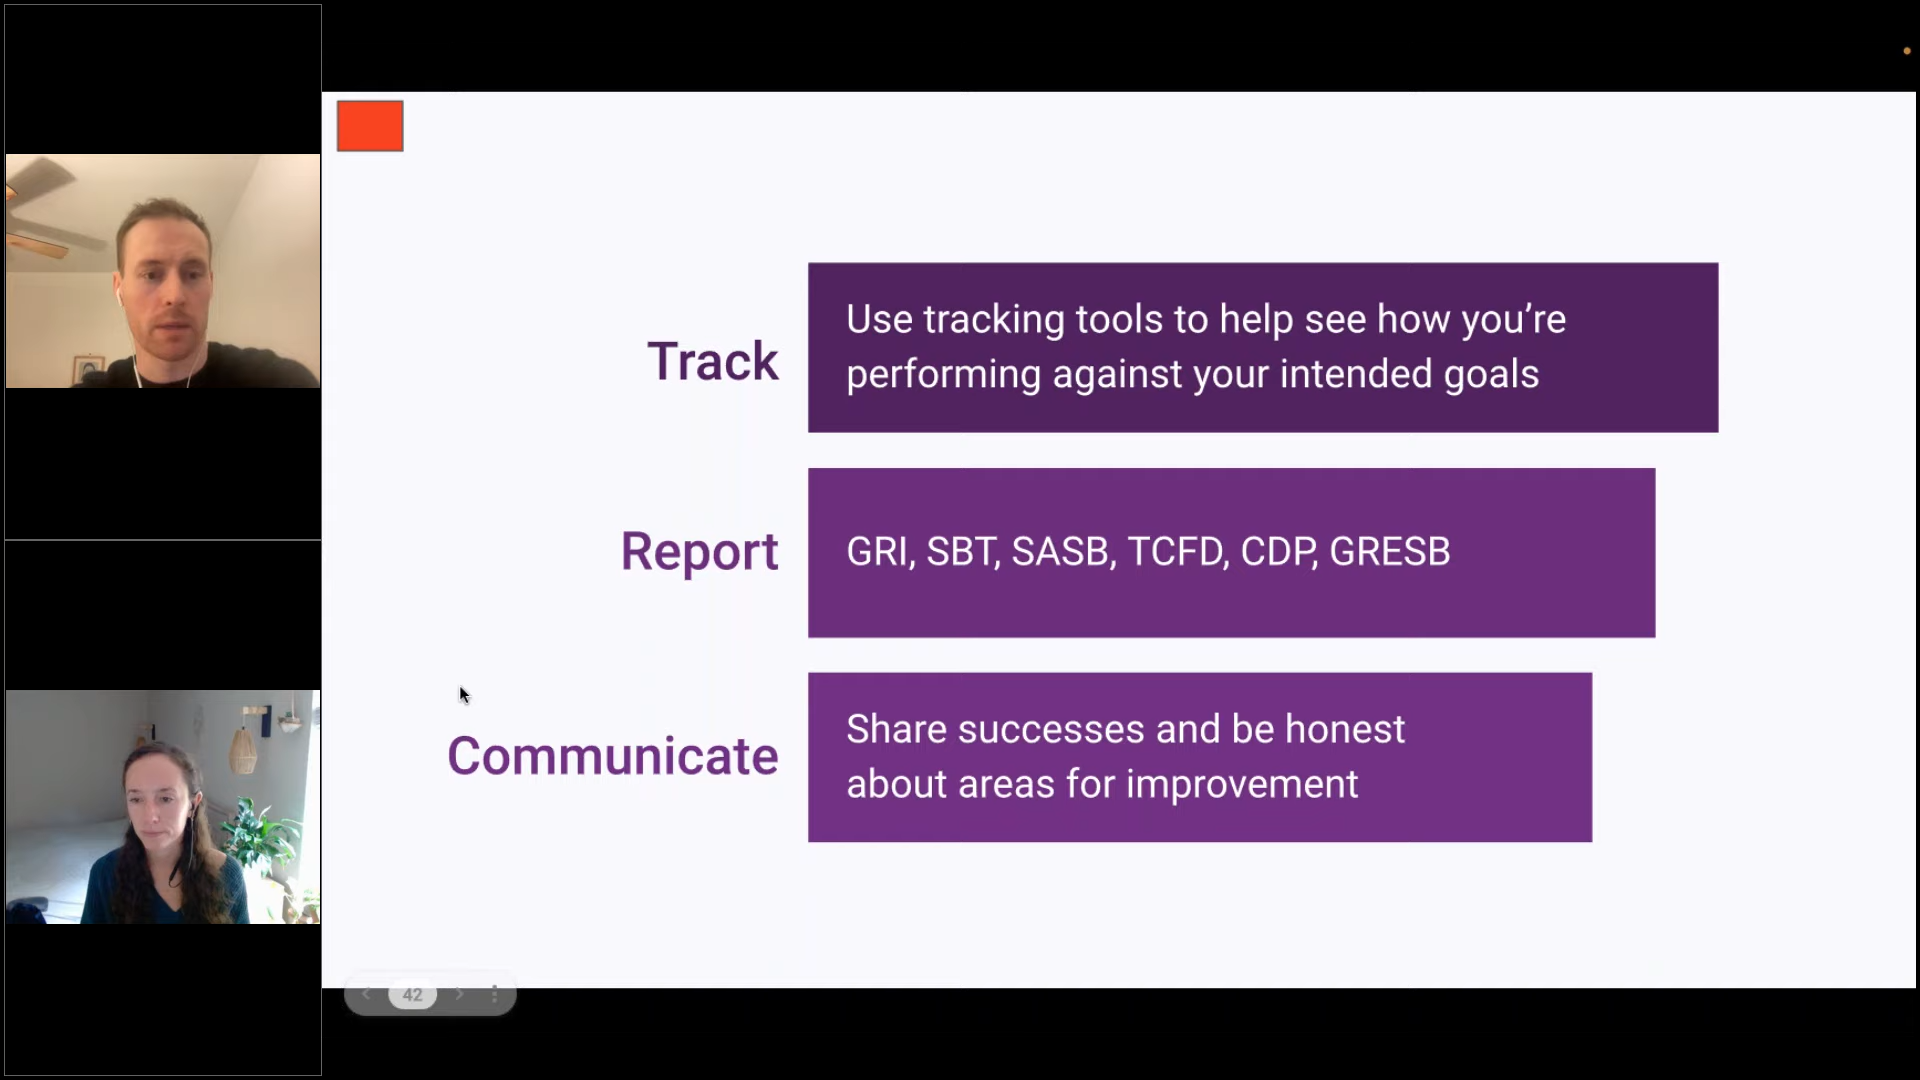 Track
Use tracking tools to help see how you’re
performing against your intended goals
Report
GRI, SBT, SASB, TCFD, CDP, GRESB
Communicate
Share successes and be honest
about areas for improvement
42